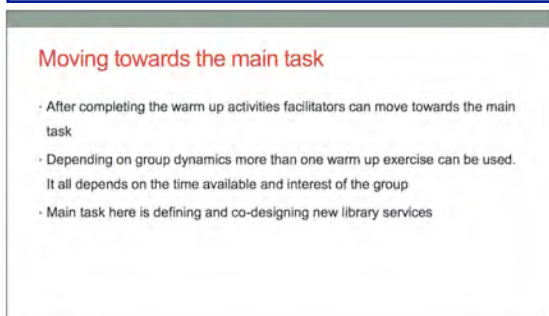 Moving towards the main task
· After completing the warm up activities facilitators can move towards the main
task
· Depending on group dynamics more than one warm up exercise can be used.
It all depends on the time available and interest of the group
· Main task here is defining and co-designing new library services